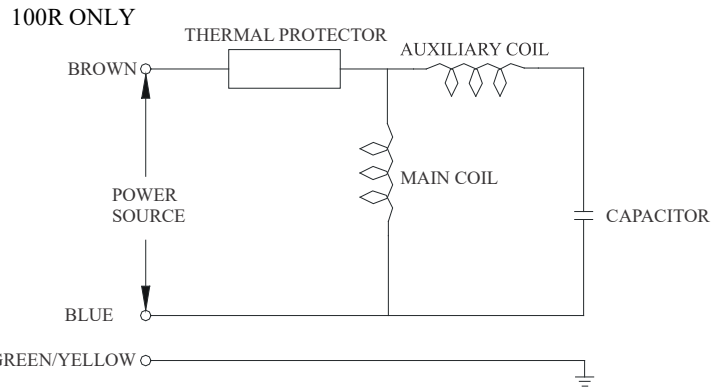 100R ONLY
THERMAL PROTECTOR
AUXILIARY COIL
BROWN
MAIN COIL
POWER
SOURCE
CAPACITOR
BLUE
GREEN/YELLOW